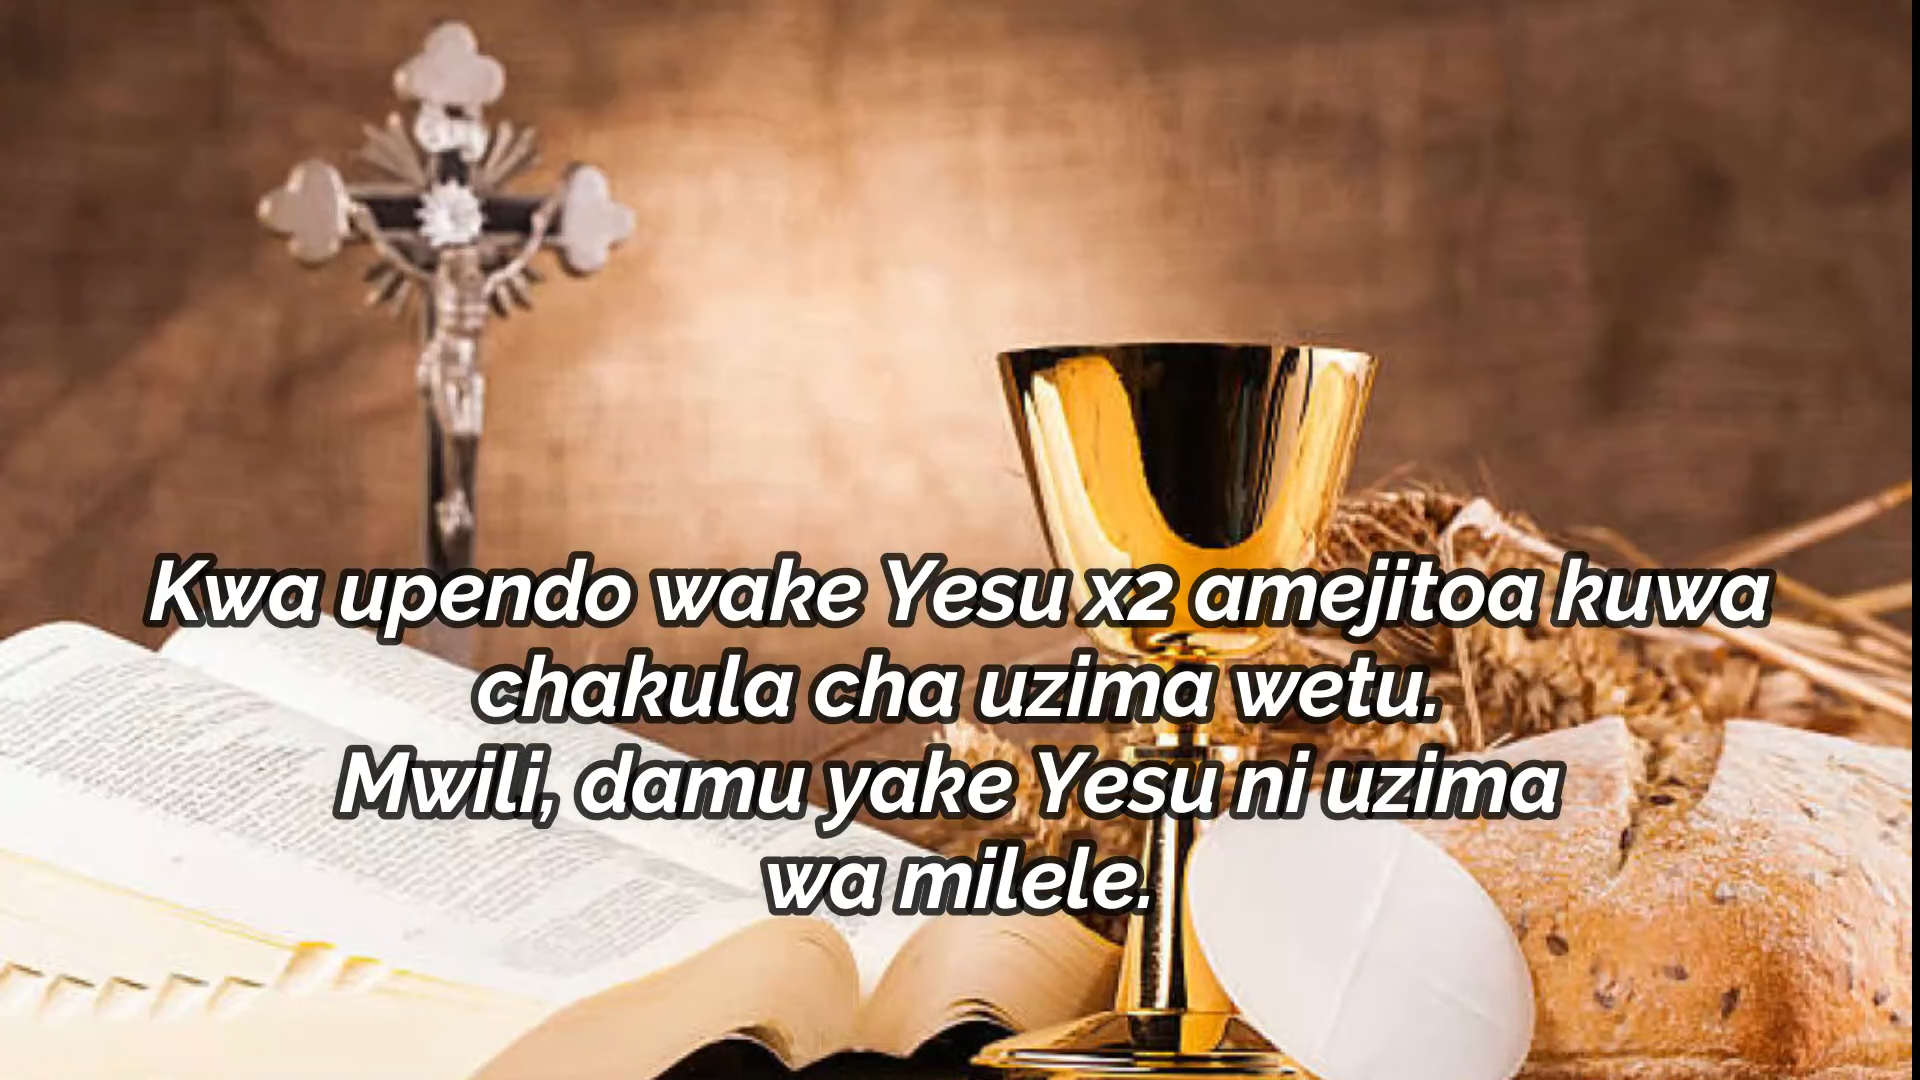 Kwa upendo wake Yesu x2 amejitoa kuwa
chakula cha uzima wetu.
Mwili, damu yake Yesu ni uzima
wa milele.